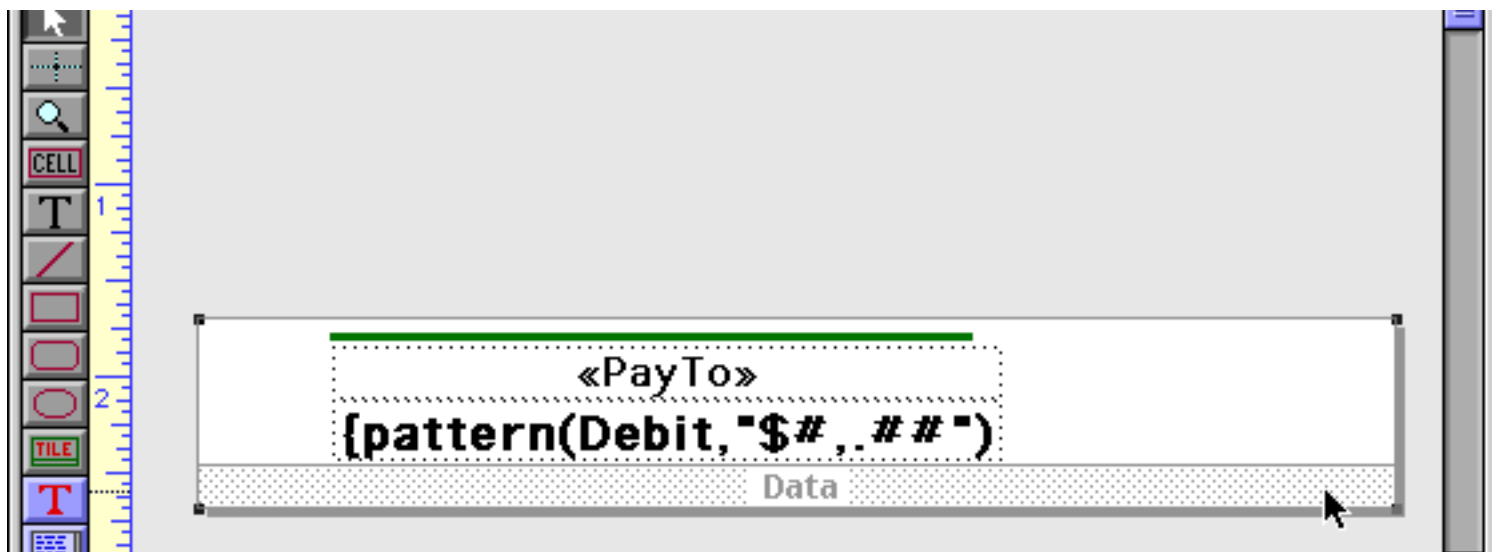 CELL
T
1
«PayTo»
2
{pattern(Debit,"$#,.##")
TILE
T
Data